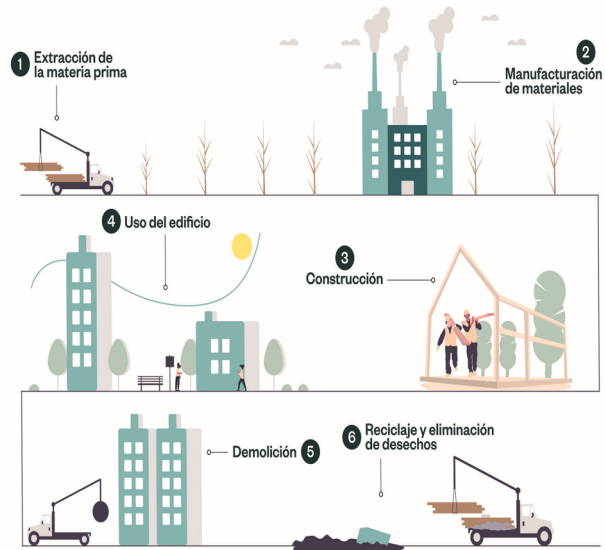 1 Extracción de
la materia prima
2
Manufacturación
de materiales
3
Construcción
4 Uso del edificio
Demolición 5
6 Reciclaje y eliminación
de desechos